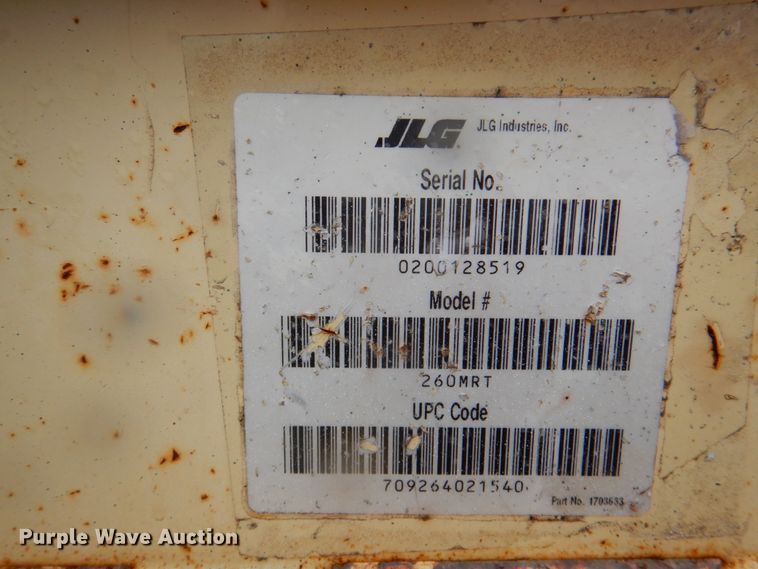 JLG
JLG Industries, Inc.
Serial No.
0200128519
Model #
260MRT
UPC Code
709264021540
Part No. 1703633
Purple Wave Auction